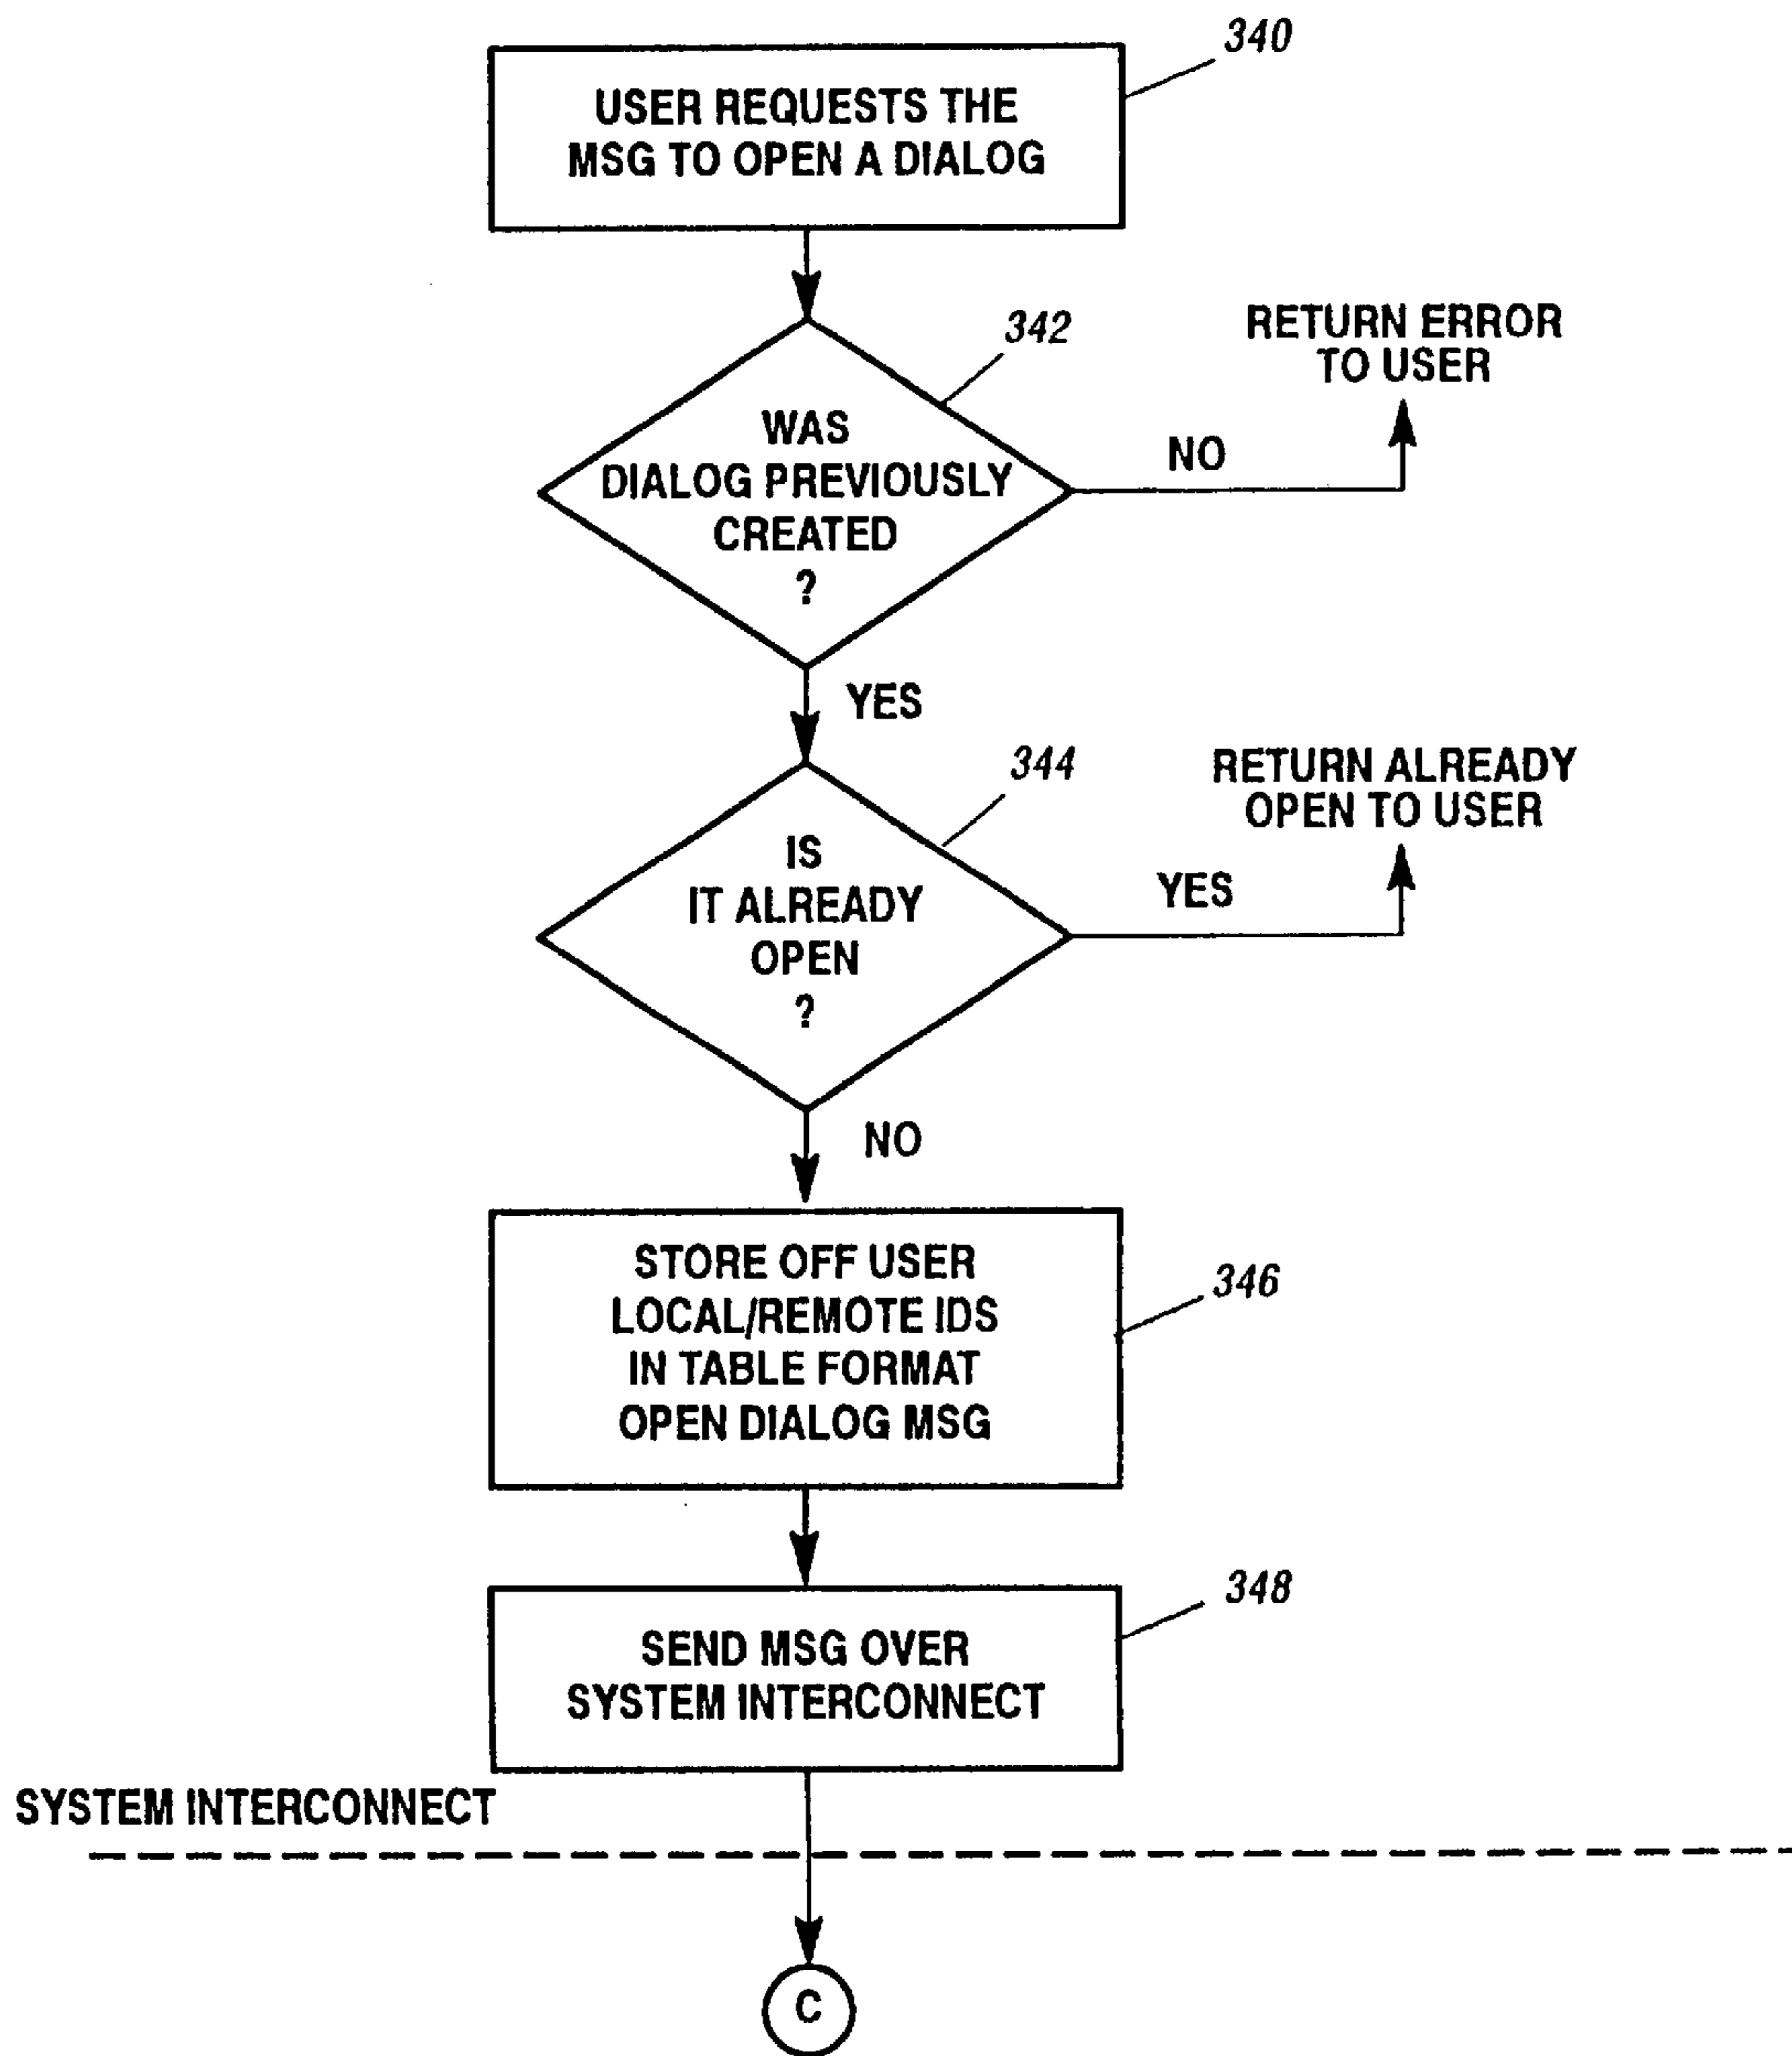 340
USER REQUESTS THE
MSG TO OPEN A DIALOG
342
WAS
DIALOG PREVIOUSLY
CREATED
?
NO
RETURN ERROR
TO USER
YES
344
IS
IT ALREADY
OPEN
?
YES
RETURN ALREADY
OPEN TO USER
NO
346
STORE OFF USER
LOCAL/REMOTE IDS
IN TABLE FORMAT
OPEN DIALOG MSG
348
SEND MSG OVER
SYSTEM INTERCONNECT
SYSTEM INTERCONNECT
C